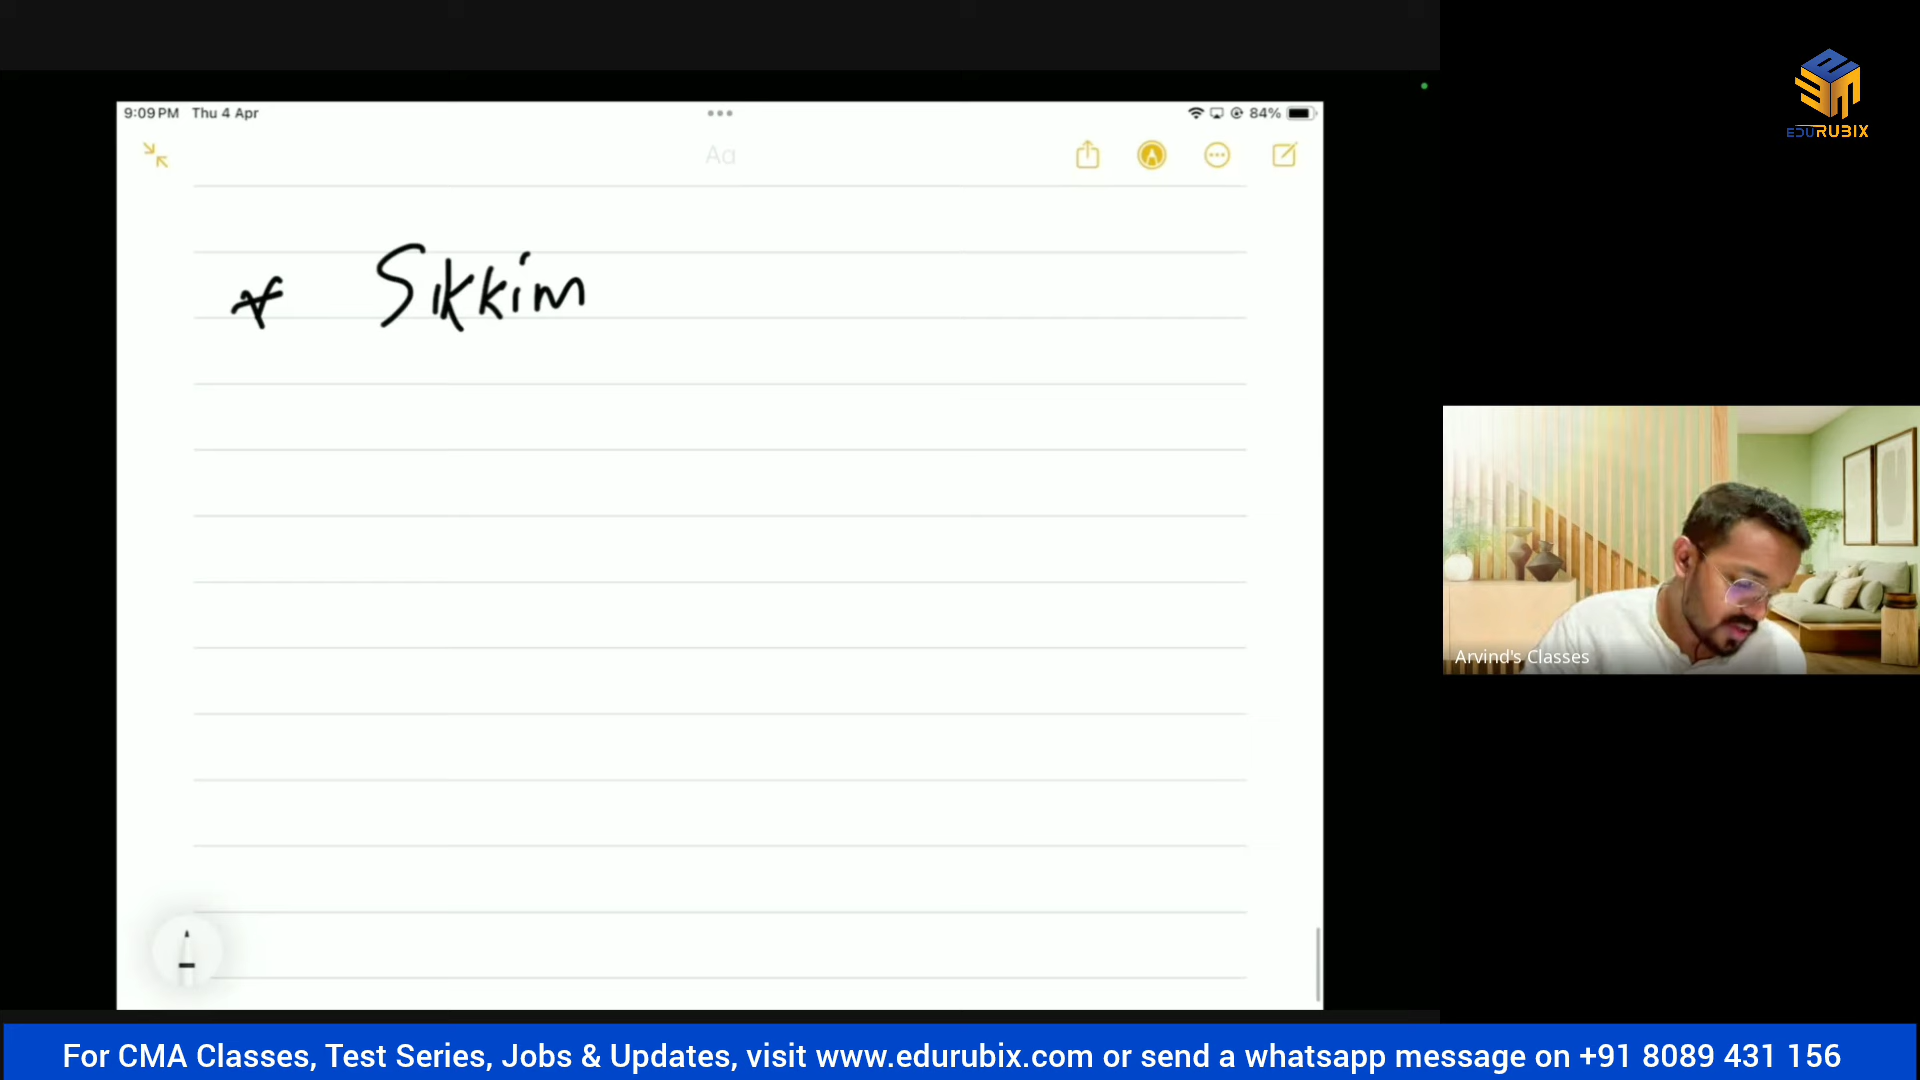 9:09 PM Thu 4 Apr
84%
Aa
* Sikkim
EDURUBIX
Arvind's Classes
For CMA Classes, Test Series, Jobs & Updates, visit www.edurubix.com or send a whatsapp message on +91 8089 431 156